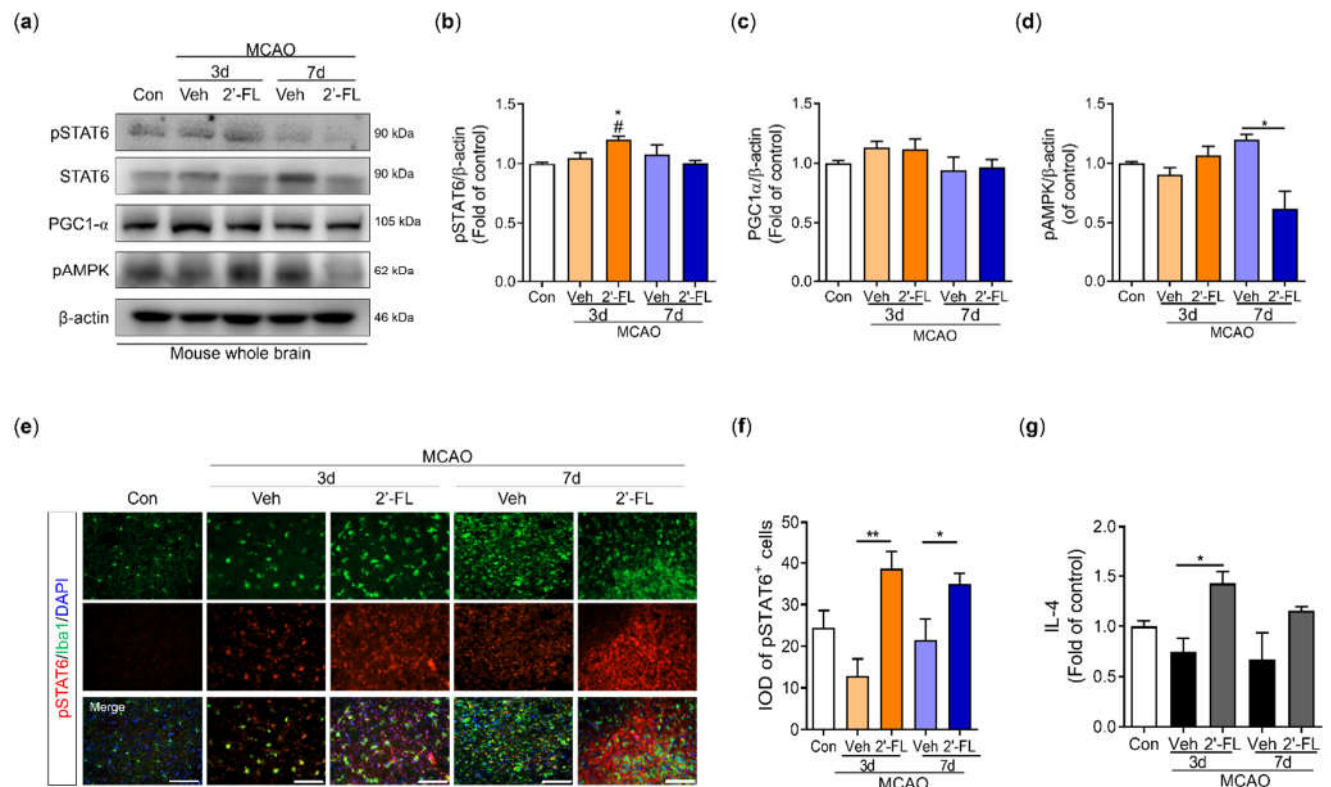 (a)
MCAO
3d 7d
Con Veh 2'-FL Veh 2'-FL
pSTAT6 90 kDa
STAT6 90 kDa
PGC1-α 105 kDa
pAMPK 62 kDa
β-actin 46 kDa
Mouse whole brain
(b)
pSTAT6/β-actin
(Fold of control)
1.5
1.0
0.5
0.0
*
#
Con Veh 2'-FL Veh 2'-FL
3d 7d
MCAO
(c)
PGC1α/β-actin
(Fold of control)
1.5
1.0
0.5
0.0
Con Veh 2'-FL Veh 2'-FL
3d 7d
MCAO
(d)
pAMPK/β-actin
(of control)
1.5
1.0
0.5
0.0
*
Con Veh 2'-FL Veh 2'-FL
3d 7d
MCAO
(e)
MCAO
3d 7d
Con Veh 2'-FL Veh 2'-FL
pSTAT6/Iba1/DAPI
Merge
(f)
IOD of pSTAT6+ cells
50
40
30
20
10
0
** *
Con Veh 2'-FL Veh 2'-FL
3d 7d
MCAO
(g)
IL-4
(Fold of control)
2.0
1.5
1.0
0.5
0.0
*
Con Veh 2'-FL Veh 2'-FL
3d 7d
MCAO